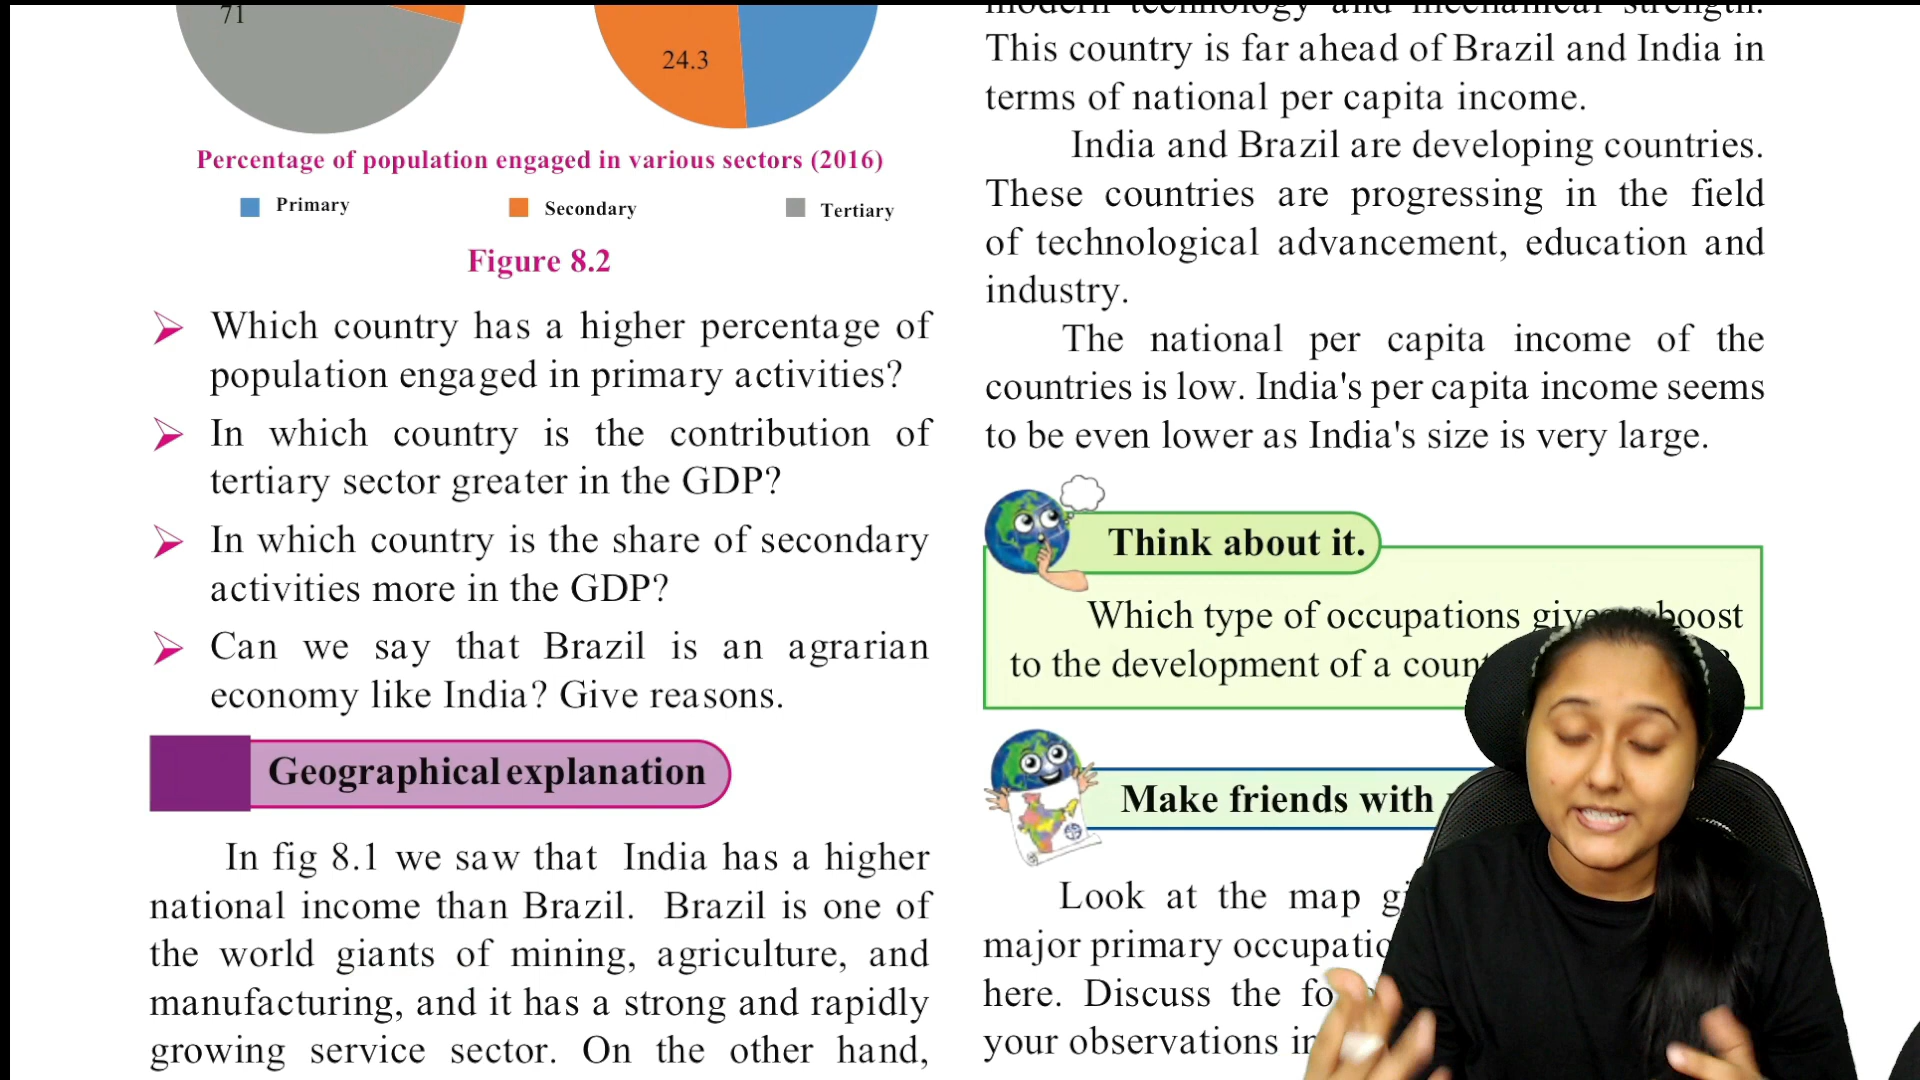 71
24.3
Percentage of population engaged in various sectors (2016)
Primary
Secondary
Tertiary
Figure 8.2
Which country has a higher percentage of
population engaged in primary activities?
In which country is the contribution of
tertiary sector greater in the GDP?
In which country is the share of secondary
activities more in the GDP?
Can we say that Brazil is an agrarian
economy like India? Give reasons.
Geographical explanation
In fig 8.1 we saw that India has a higher
national income than Brazil. Brazil is one of
the world giants of mining, agriculture, and
manufacturing, and it has a strong and rapidly
growing service sector. On the other hand,
modern technology and mechanical strength.
This country is far ahead of Brazil and India in
terms of national per capita income.
India and Brazil are developing countries.
These countries are progressing in the field
of technological advancement, education and
industry.
The national per capita income of the
countries is low. India's per capita income seems
to be even lower as India's size is very large.
Think about it.
Which type of occupations boost
to the development of a
Make friends with
Look at the map
major primary
here. Discuss the
your observations